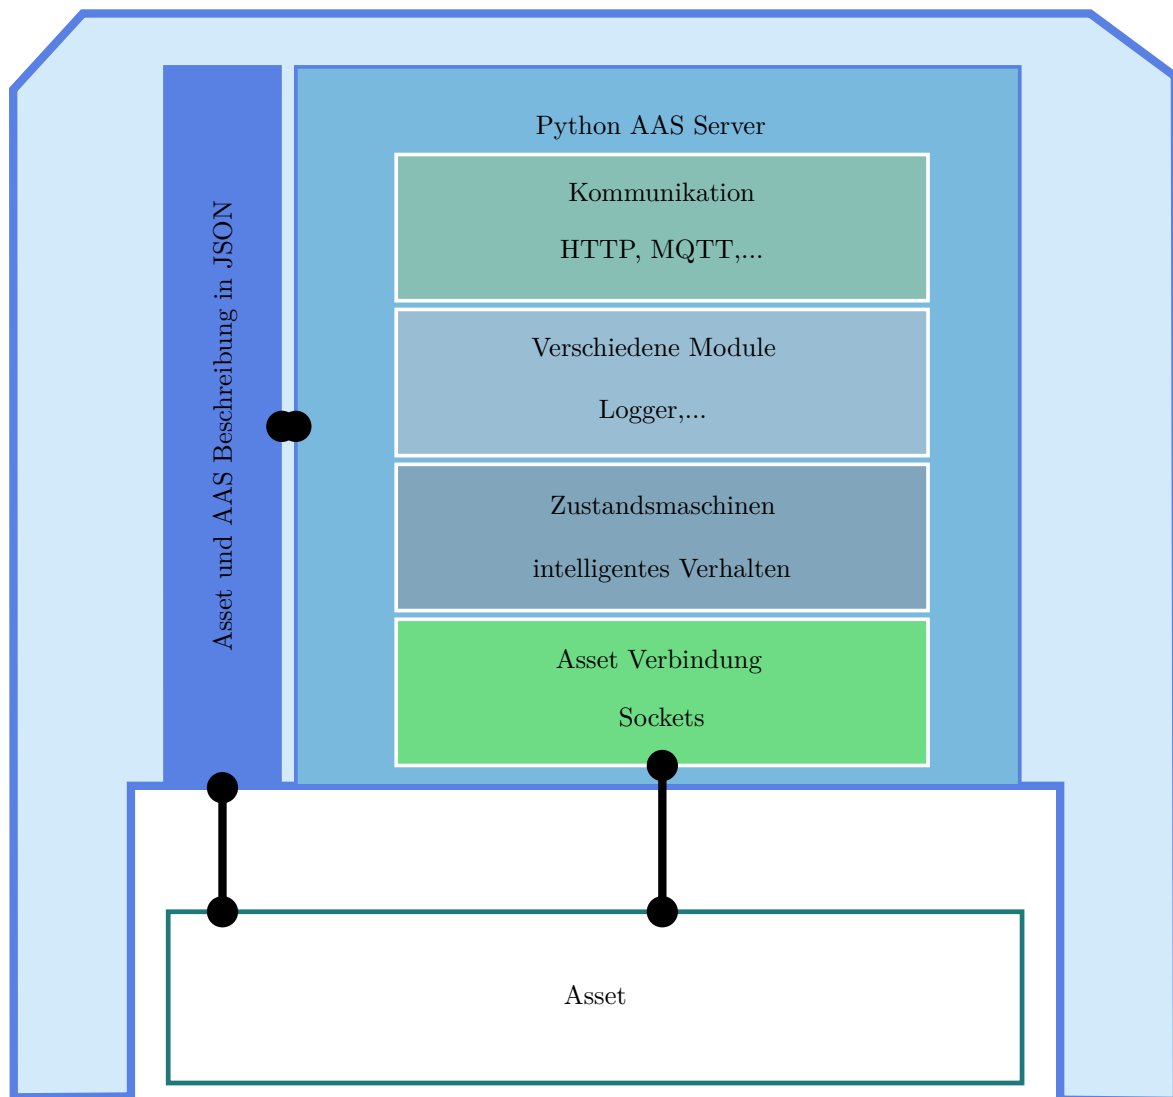 Asset und AAS Beschreibung in JSON
Python AAS Server
Kommunikation
HTTP, MQTT,...
Verschiedene Module
Logger,...
Zustandsmaschinen
intelligentes Verhalten
Asset Verbindung
Sockets
Asset